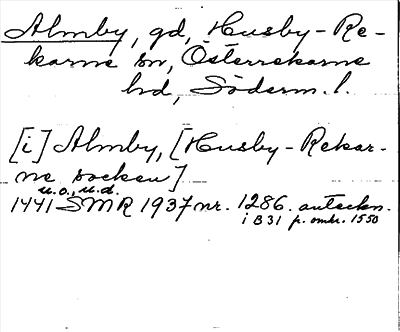 Almby, gd, Husby-Re-
karne sn, Österrekarne
hd, Söderm. l.
[i] Almby, [Husby-Rekar-
ne socken]
u.o., u.d.
1441 SMR 1937 nr. 1286. anteckn.
i B 31 p. omkr. 1550